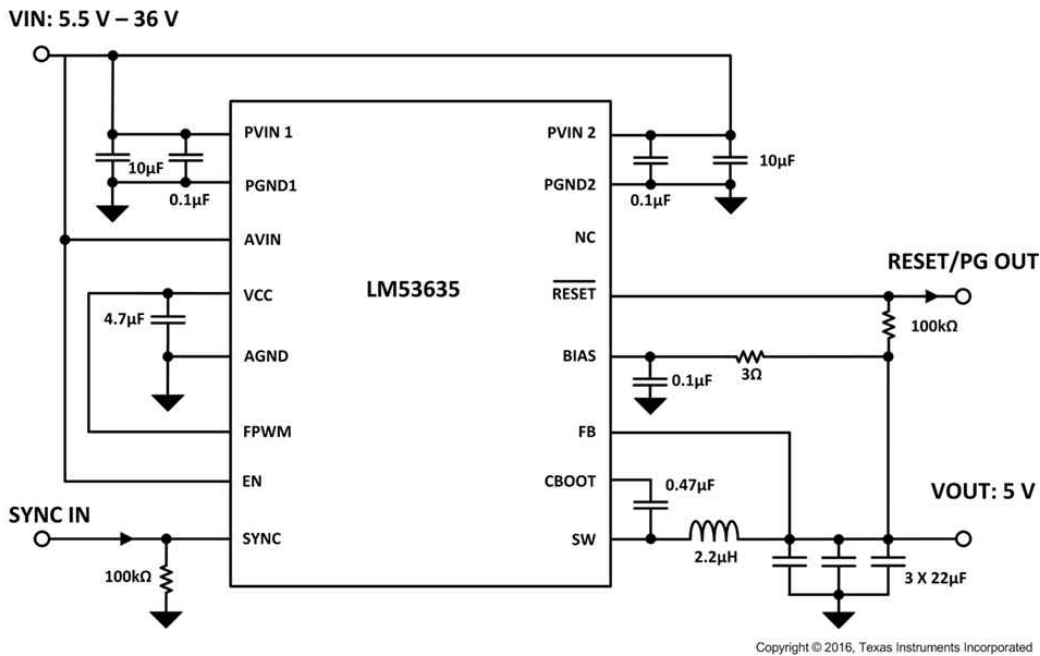 VIN: 5.5 V – 36 V
PVIN 1
PVIN 2
10µF
0.1µF
PGND1
PGND2
0.1µF
10µF
AVIN
NC
LM53635
RESET/PG OUT
VCC
RESET
4.7µF
100kΩ
AGND
BIAS
0.1µF
3Ω
FPWM
FB
EN
CBOOT
0.47µF
VOUT: 5 V
SYNC IN
SYNC
SW
2.2µH
100kΩ
3 X 22µF
Copyright © 2016, Texas Instruments Incorporated